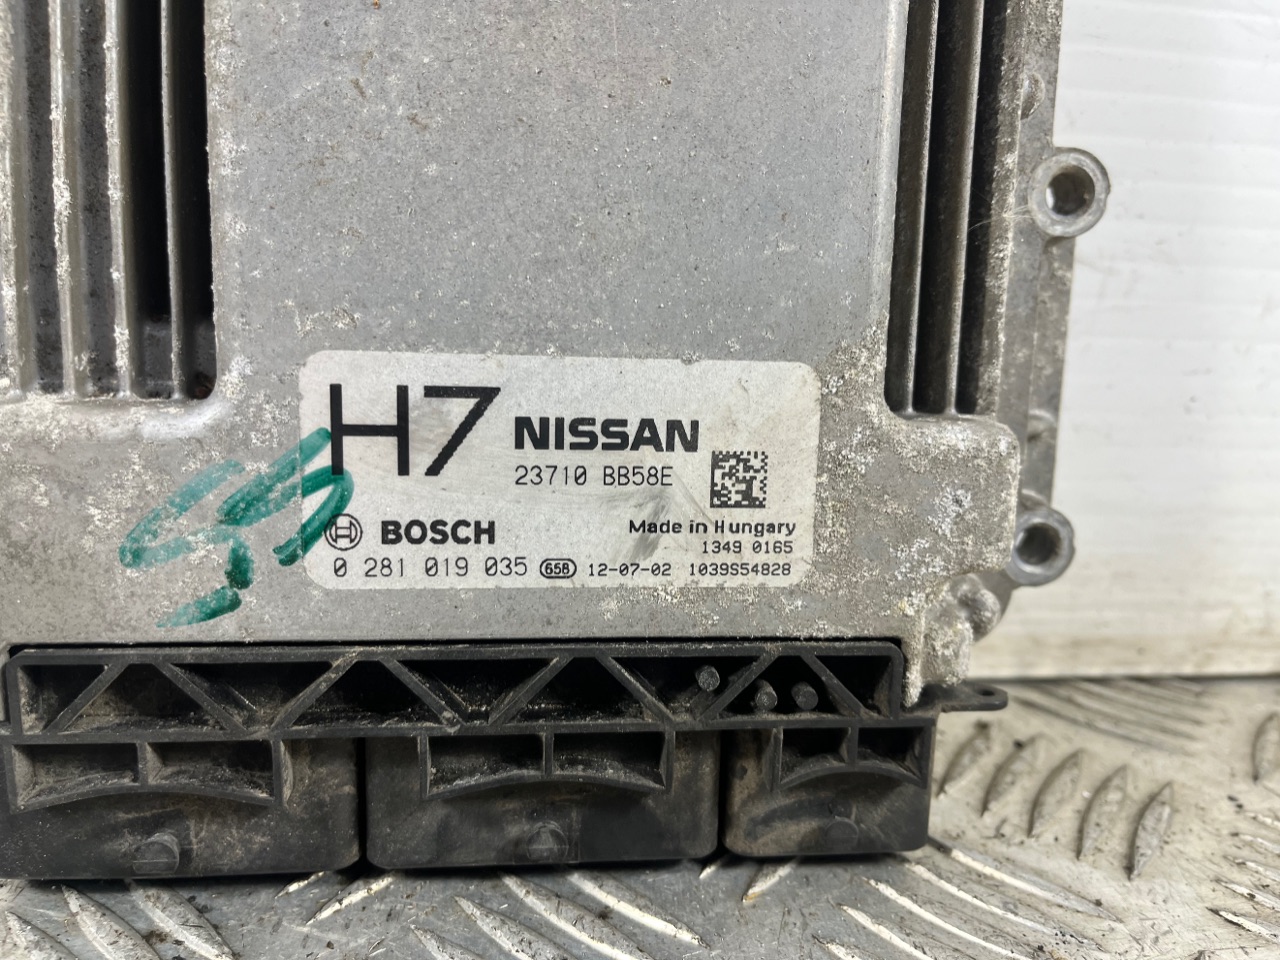 H7 NISSAN
23710 BB58E
BOSCH
Made in Hungary
1349 0165
0 281 019 035 658 12-07-02 1039S54828
55